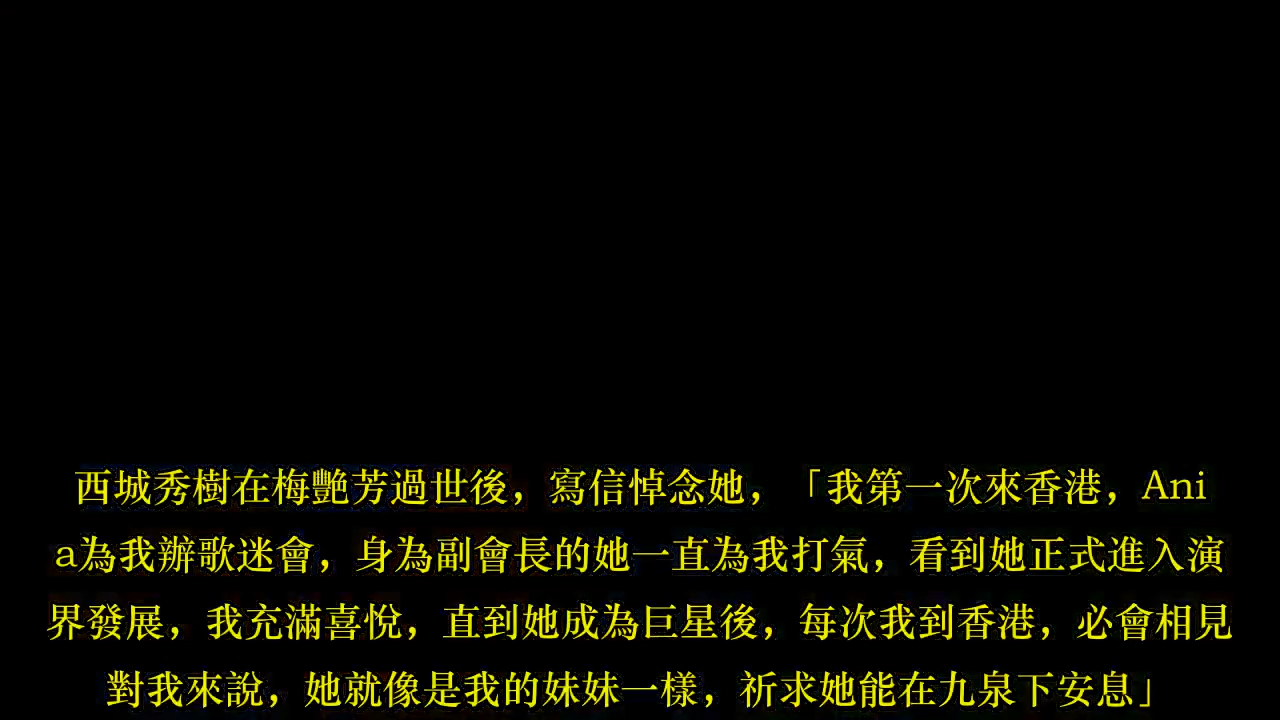 西城秀樹在梅艷芳過世後，寫信悼念她，「我第一次來香港，Ani
a為我辦歌迷會，身為副會長的她一直為我打氣，看到她正式進入演
界發展，我充滿喜悅，直到她成為巨星後，每次我到香港，必會相見
對我來說，她就像是我的妹妹一樣，祈求她能在九泉下安息」